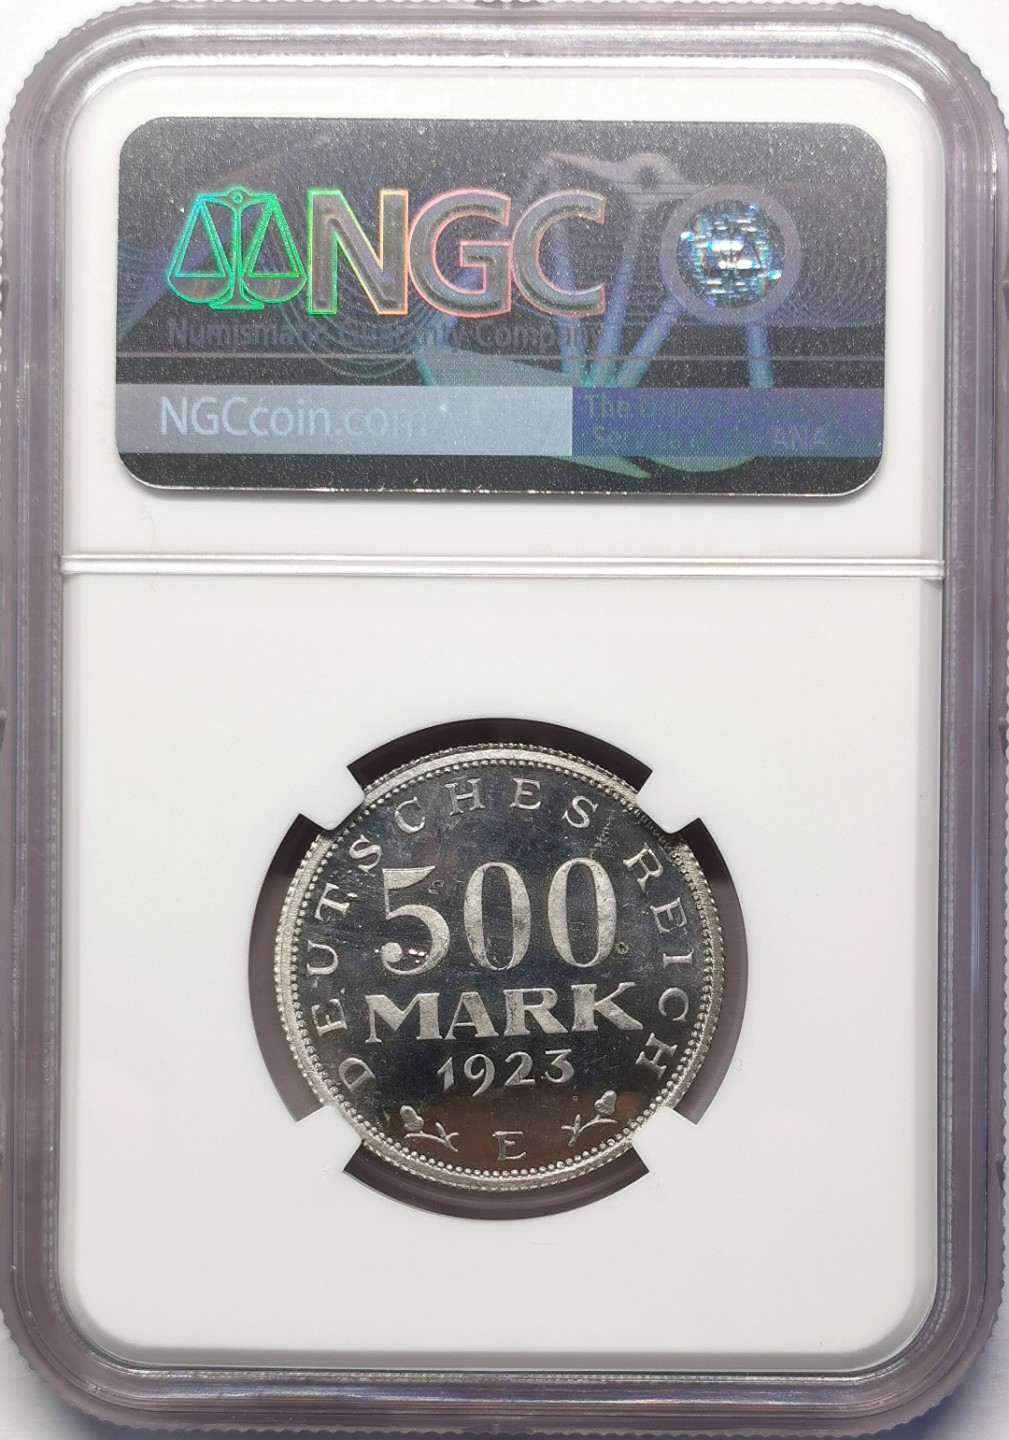 NGC
Numismatic Guaranty Company
NGCcoin.com
The Official Grading
Service of the ANA
DEUTSCHES REICH
500
MARK
1923
E